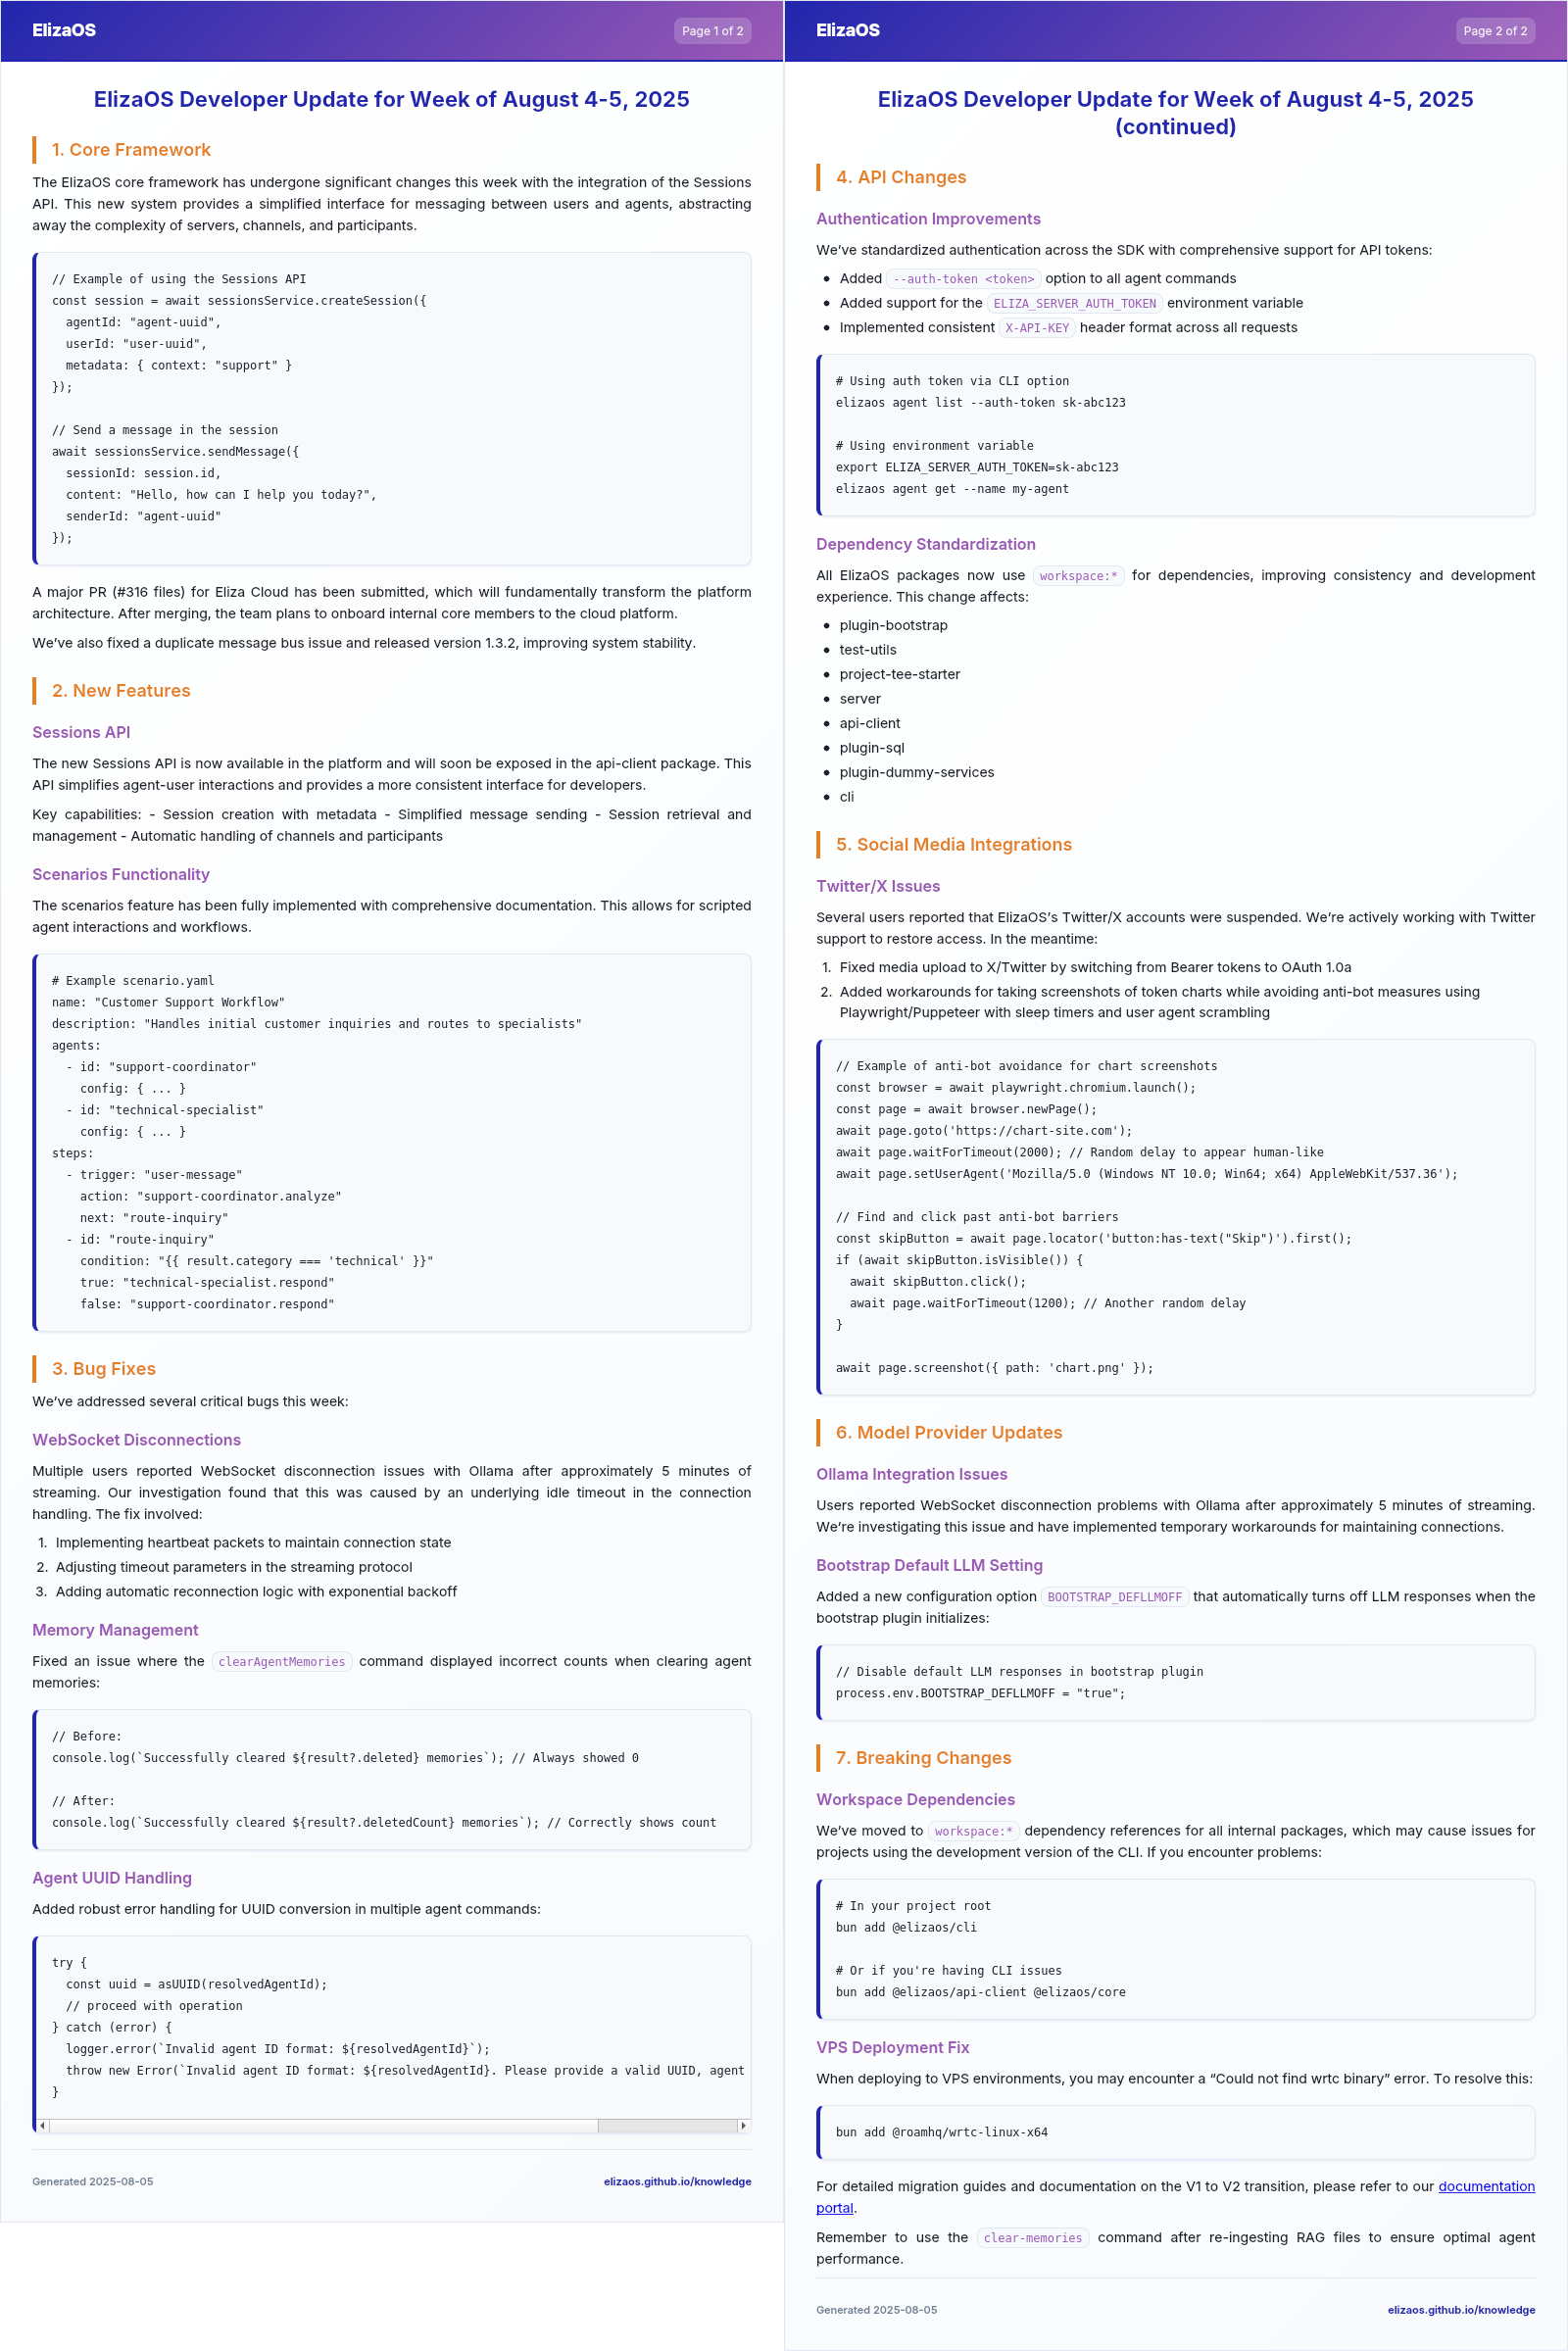 ElizaOS
Page 1 of 2
ElizaOS Developer Update for Week of August 4-5, 2025
1. Core Framework
The ElizaOS core framework has undergone significant changes this week with the integration of the Sessions
API. This new system provides a simplified interface for messaging between users and agents, abstracting
away the complexity of servers, channels, and participants.
// Example of using the Sessions API
const session = await sessionsService.createSession({
  agentId: "agent-uuid",
  userId: "user-uuid",
  metadata: { context: "support" }
});
// Send a message in the session
await sessionsService.sendMessage({
  sessionId: session.id,
  content: "Hello, how can I help you today?",
  senderId: "agent-uuid"
});
A major PR (#316 files) for Eliza Cloud has been submitted, which will fundamentally transform the platform
architecture. After merging, the team plans to onboard internal core members to the cloud platform.
We’ve also fixed a duplicate message bus issue and released version 1.3.2, improving system stability.
2. New Features
Sessions API
The new Sessions API is now available in the platform and will soon be exposed in the api-client package. This
API simplifies agent-user interactions and provides a more consistent interface for developers.
Key capabilities: - Session creation with metadata - Simplified message sending - Session retrieval and
management - Automatic handling of channels and participants
Scenarios Functionality
The scenarios feature has been fully implemented with comprehensive documentation. This allows for scripted
agent interactions and workflows.
# Example scenario.yaml
name: "Customer Support Workflow"
description: "Handles initial customer inquiries and routes to specialists"
agents:
  - id: "support-coordinator"
    config: { ... }
  - id: "technical-specialist"
    config: { ... }
steps:
  - trigger: "user-message"
    action: "support-coordinator.analyze"
    next: "route-inquiry"
  - id: "route-inquiry"
    condition: "{{ result.category === 'technical' }}"
    true: "technical-specialist.respond"
    false: "support-coordinator.respond"
3. Bug Fixes
We’ve addressed several critical bugs this week:
WebSocket Disconnections
Multiple users reported WebSocket disconnection issues with Ollama after approximately 5 minutes of
streaming. Our investigation found that this was caused by an underlying idle timeout in the connection
handling. The fix involved:
1. Implementing heartbeat packets to maintain connection state
2. Adjusting timeout parameters in the streaming protocol
3. Adding automatic reconnection logic with exponential backoff
Memory Management
Fixed an issue where the clearAgentMemories command displayed incorrect counts when clearing agent
memories:
// Before:
console.log(`Successfully cleared ${result?.deleted} memories`); // Always showed 0
// After:
console.log(`Successfully cleared ${result?.deletedCount} memories`); // Correctly shows count
Agent UUID Handling
Added robust error handling for UUID conversion in multiple agent commands:
try {
  const uuid = asUUID(resolvedAgentId);
  // proceed with operation
} catch (error) {
  logger.error(`Invalid agent ID format: ${resolvedAgentId}`);
  throw new Error(`Invalid agent ID format: ${resolvedAgentId}. Please provide a valid UUID, agent
}
Generated 2025-08-05
elizaos.github.io/knowledge
ElizaOS
Page 2 of 2
ElizaOS Developer Update for Week of August 4-5, 2025
(continued)
4. API Changes
Authentication Improvements
We’ve standardized authentication across the SDK with comprehensive support for API tokens:
• Added --auth-token <token> option to all agent commands
• Added support for the ELIZA_SERVER_AUTH_TOKEN environment variable
• Implemented consistent X-API-KEY header format across all requests
# Using auth token via CLI option
elizaos agent list --auth-token sk-abc123
# Using environment variable
export ELIZA_SERVER_AUTH_TOKEN=sk-abc123
elizaos agent get --name my-agent
Dependency Standardization
All ElizaOS packages now use workspace:* for dependencies, improving consistency and development
experience. This change affects:
• plugin-bootstrap
• test-utils
• project-tee-starter
• server
• api-client
• plugin-sql
• plugin-dummy-services
• cli
5. Social Media Integrations
Twitter/X Issues
Several users reported that ElizaOS’s Twitter/X accounts were suspended. We’re actively working with Twitter
support to restore access. In the meantime:
1. Fixed media upload to X/Twitter by switching from Bearer tokens to OAuth 1.0a
2. Added workarounds for taking screenshots of token charts while avoiding anti-bot measures using
Playwright/Puppeteer with sleep timers and user agent scrambling
// Example of anti-bot avoidance for chart screenshots
const browser = await playwright.chromium.launch();
const page = await browser.newPage();
await page.goto('https://chart-site.com');
await page.waitForTimeout(2000); // Random delay to appear human-like
await page.setUserAgent('Mozilla/5.0 (Windows NT 10.0; Win64; x64) AppleWebKit/537.36');
// Find and click past anti-bot barriers
const skipButton = await page.locator('button:has-text("Skip")').first();
if (await skipButton.isVisible()) {
  await skipButton.click();
  await page.waitForTimeout(1200); // Another random delay
}
await page.screenshot({ path: 'chart.png' });
6. Model Provider Updates
Ollama Integration Issues
Users reported WebSocket disconnection problems with Ollama after approximately 5 minutes of streaming.
We’re investigating this issue and have implemented temporary workarounds for maintaining connections.
Bootstrap Default LLM Setting
Added a new configuration option BOOTSTRAP_DEFLLMOFF that automatically turns off LLM responses when the
bootstrap plugin initializes:
// Disable default LLM responses in bootstrap plugin
process.env.BOOTSTRAP_DEFLLMOFF = "true";
7. Breaking Changes
Workspace Dependencies
We’ve moved to workspace:* dependency references for all internal packages, which may cause issues for
projects using the development version of the CLI. If you encounter problems:
# In your project root
bun add @elizaos/cli
# Or if you're having CLI issues
bun add @elizaos/api-client @elizaos/core
VPS Deployment Fix
When deploying to VPS environments, you may encounter a “Could not find wrtc binary” error. To resolve this:
bun add @roamhq/wrtc-linux-x64
For detailed migration guides and documentation on the V1 to V2 transition, please refer to our documentation
portal.
Remember to use the clear-memories command after re-ingesting RAG files to ensure optimal agent
performance.
Generated 2025-08-05
elizaos.github.io/knowledge